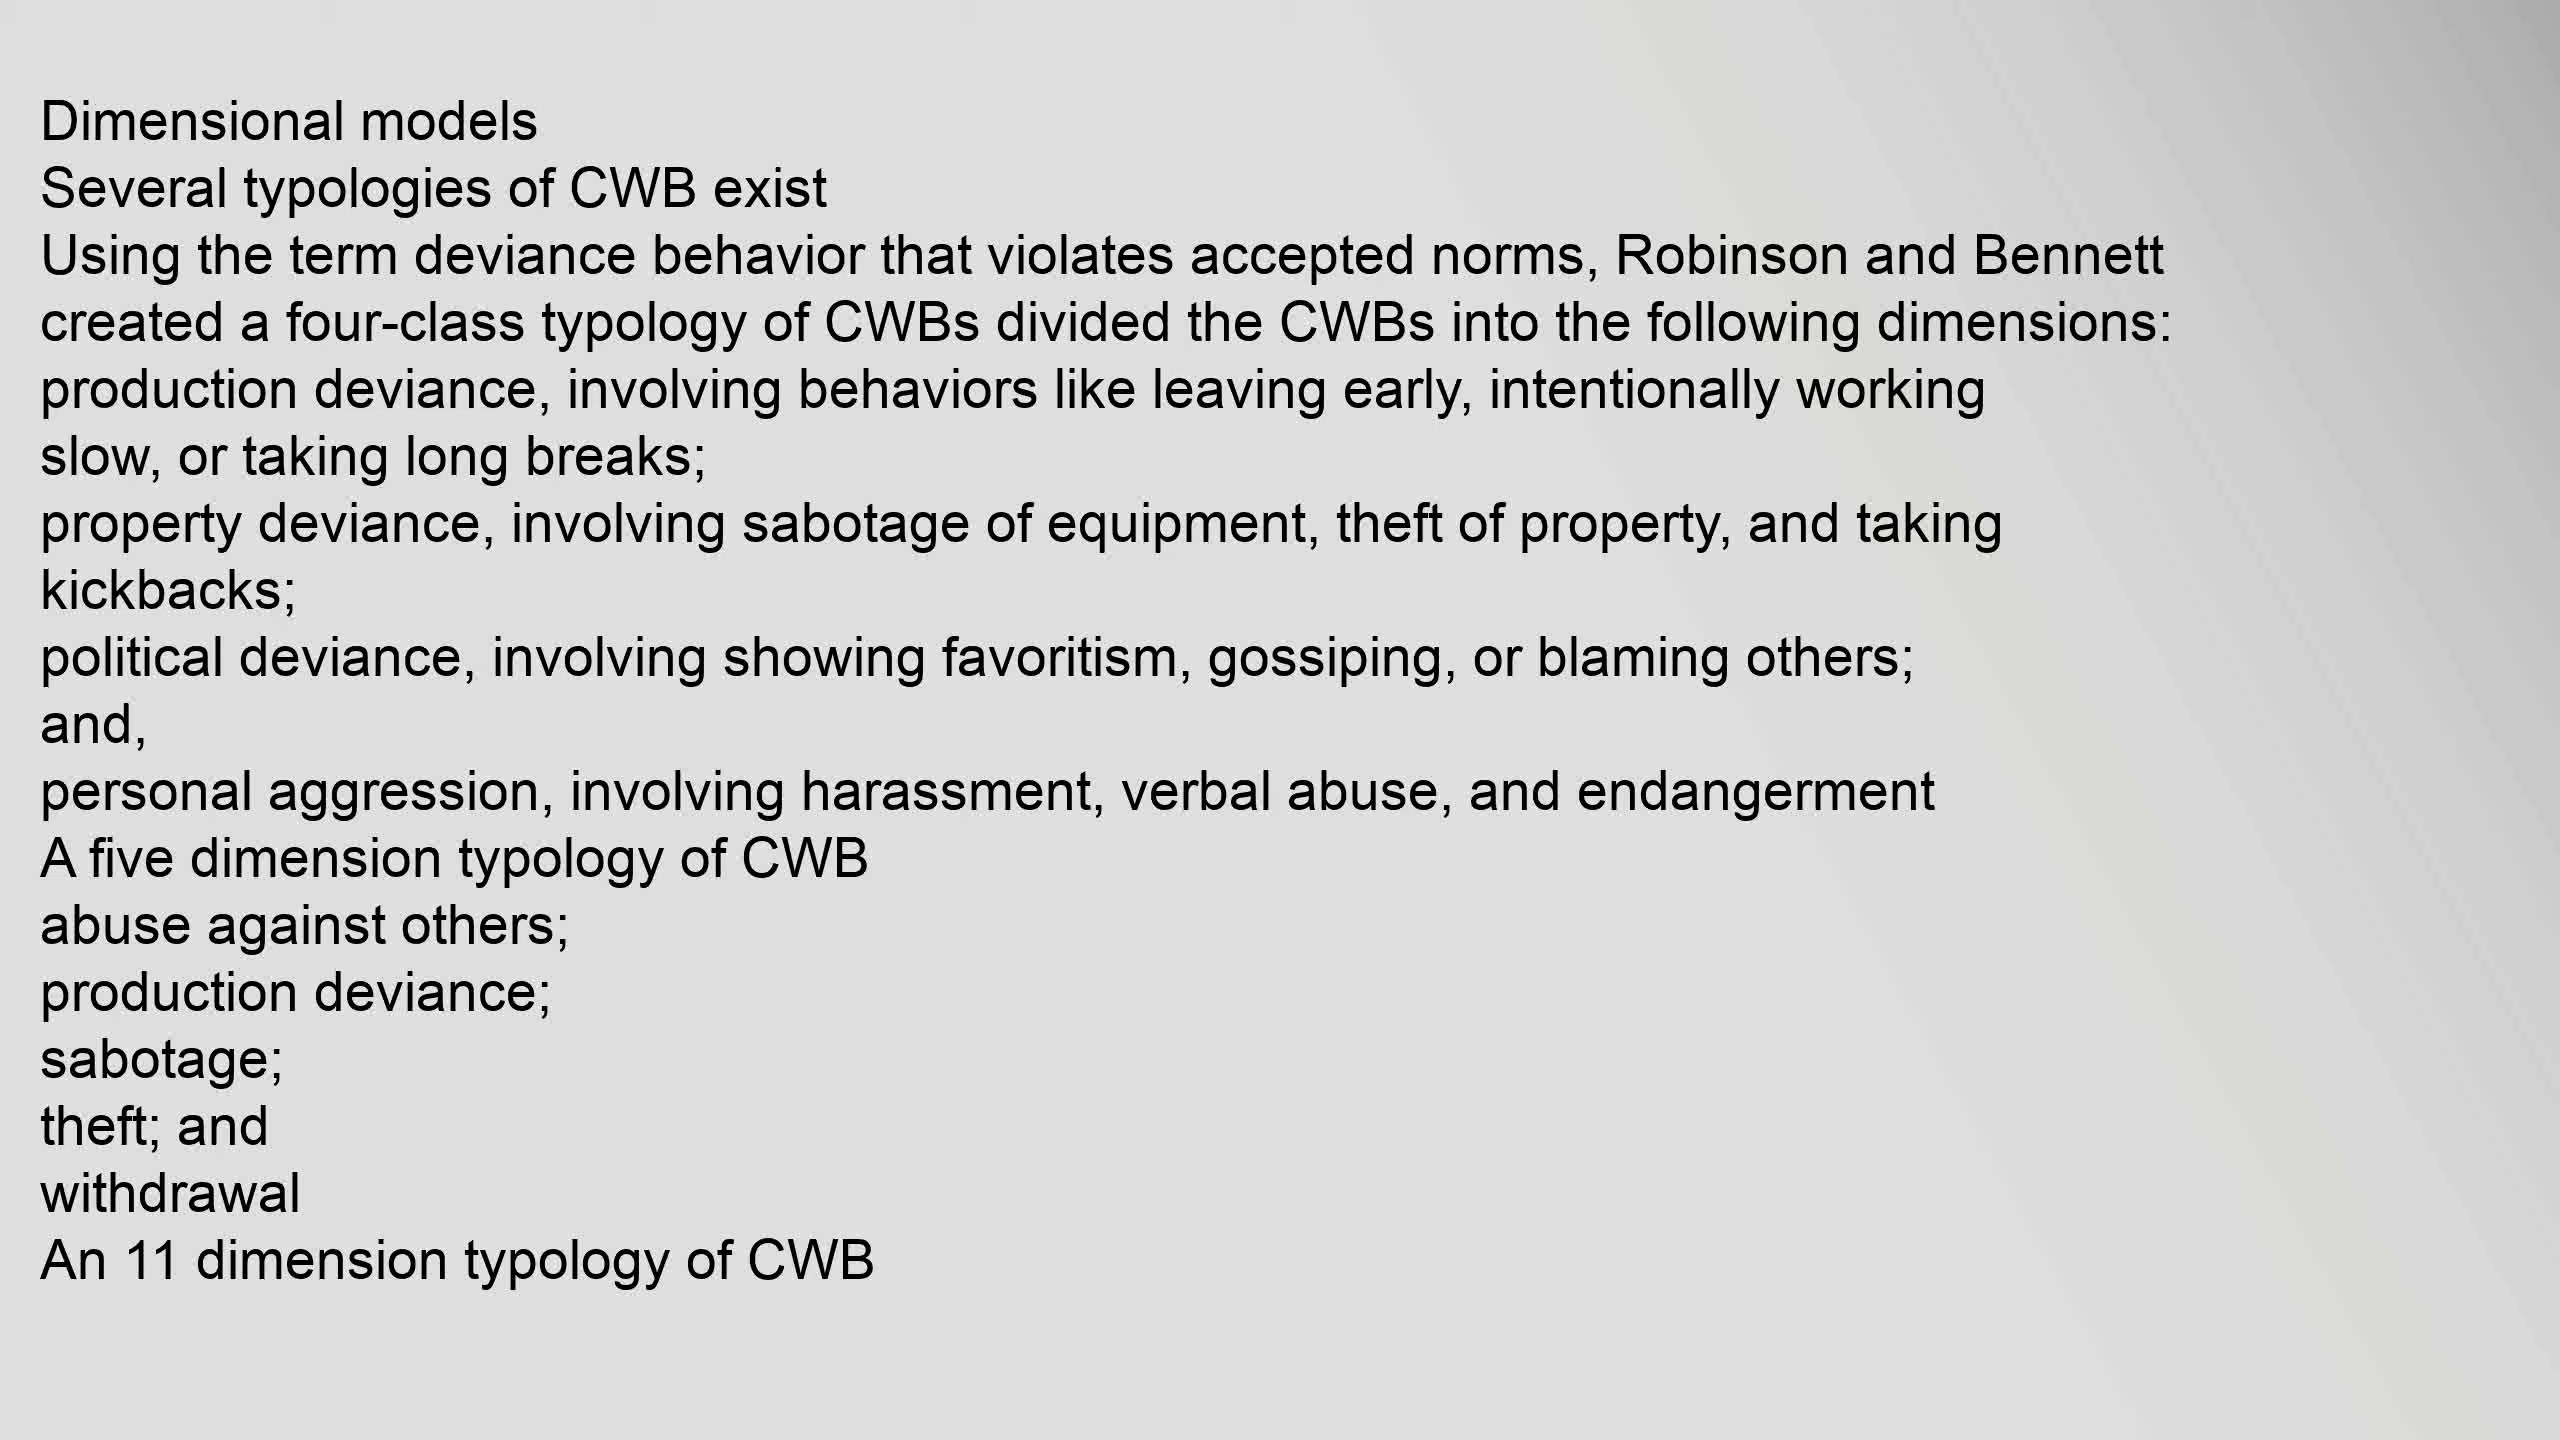 Dimensional models
Several typologies of CWB exist
Using the term deviance behavior that violates accepted norms, Robinson and Bennett
created a four-class typology of CWBs divided the CWBs into the following dimensions:
production deviance, involving behaviors like leaving early, intentionally working
slow, or taking long breaks;
property deviance, involving sabotage of equipment, theft of property, and taking
kickbacks;
political deviance, involving showing favoritism, gossiping, or blaming others;
and,
personal aggression, involving harassment, verbal abuse, and endangerment
A five dimension typology of CWB
abuse against others;
production deviance;
sabotage;
theft; and
withdrawal
An 11 dimension typology of CWB